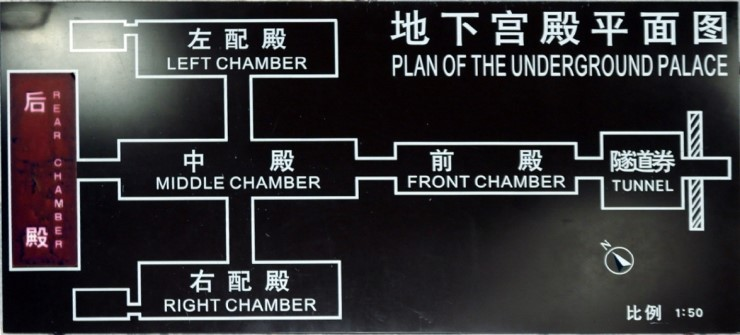 地下宫殿平面图
PLAN OF THE UNDERGROUND PALACE
左配殿
LEFT CHAMBER
后殿
REAR CHAMBER
中殿
MIDDLE CHAMBER
前殿
FRONT CHAMBER
隧道券
TUNNEL
右配殿
RIGHT CHAMBER
N
比例 1:50